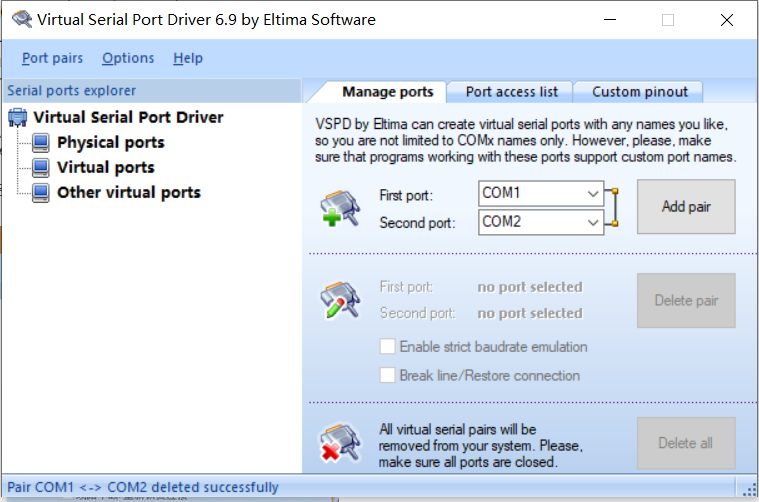 Virtual Serial Port Driver 6.9 by Eltima Software
Port pairs Options Help
Serial ports explorer
Virtual Serial Port Driver
Physical ports
Virtual ports
Other virtual ports
Manage ports Port access list Custom pinout
VSPD by Eltima can create virtual serial ports with any names you like,
so you are not limited to COMx names only. However, please, make
sure that programs working with these ports support custom port names.
First port: COM1
Second port: COM2
Add pair
First port: no port selected
Second port: no port selected
Delete pair
Enable strict baudrate emulation
Break line/Restore connection
All virtual serial pairs will be
removed from your system. Please,
make sure all ports are closed.
Delete all
Pair COM1 <-> COM2 deleted successfully